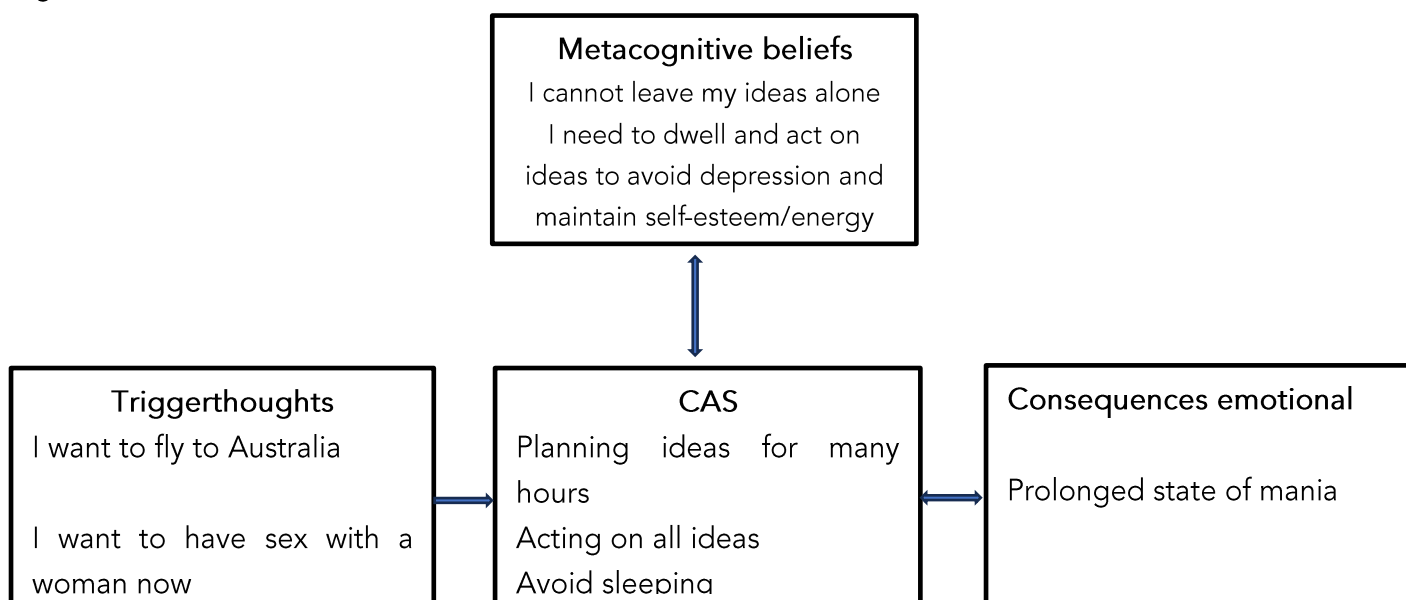 Metacognitive beliefs
I cannot leave my ideas alone
I need to dwell and act on
ideas to avoid depression and
maintain self-esteem/energy
Triggerthoughts
I want to fly to Australia
I want to have sex with a
woman now
CAS
Planning ideas for many
hours
Acting on all ideas
Avoid sleeping
Consequences emotional
Prolonged state of mania